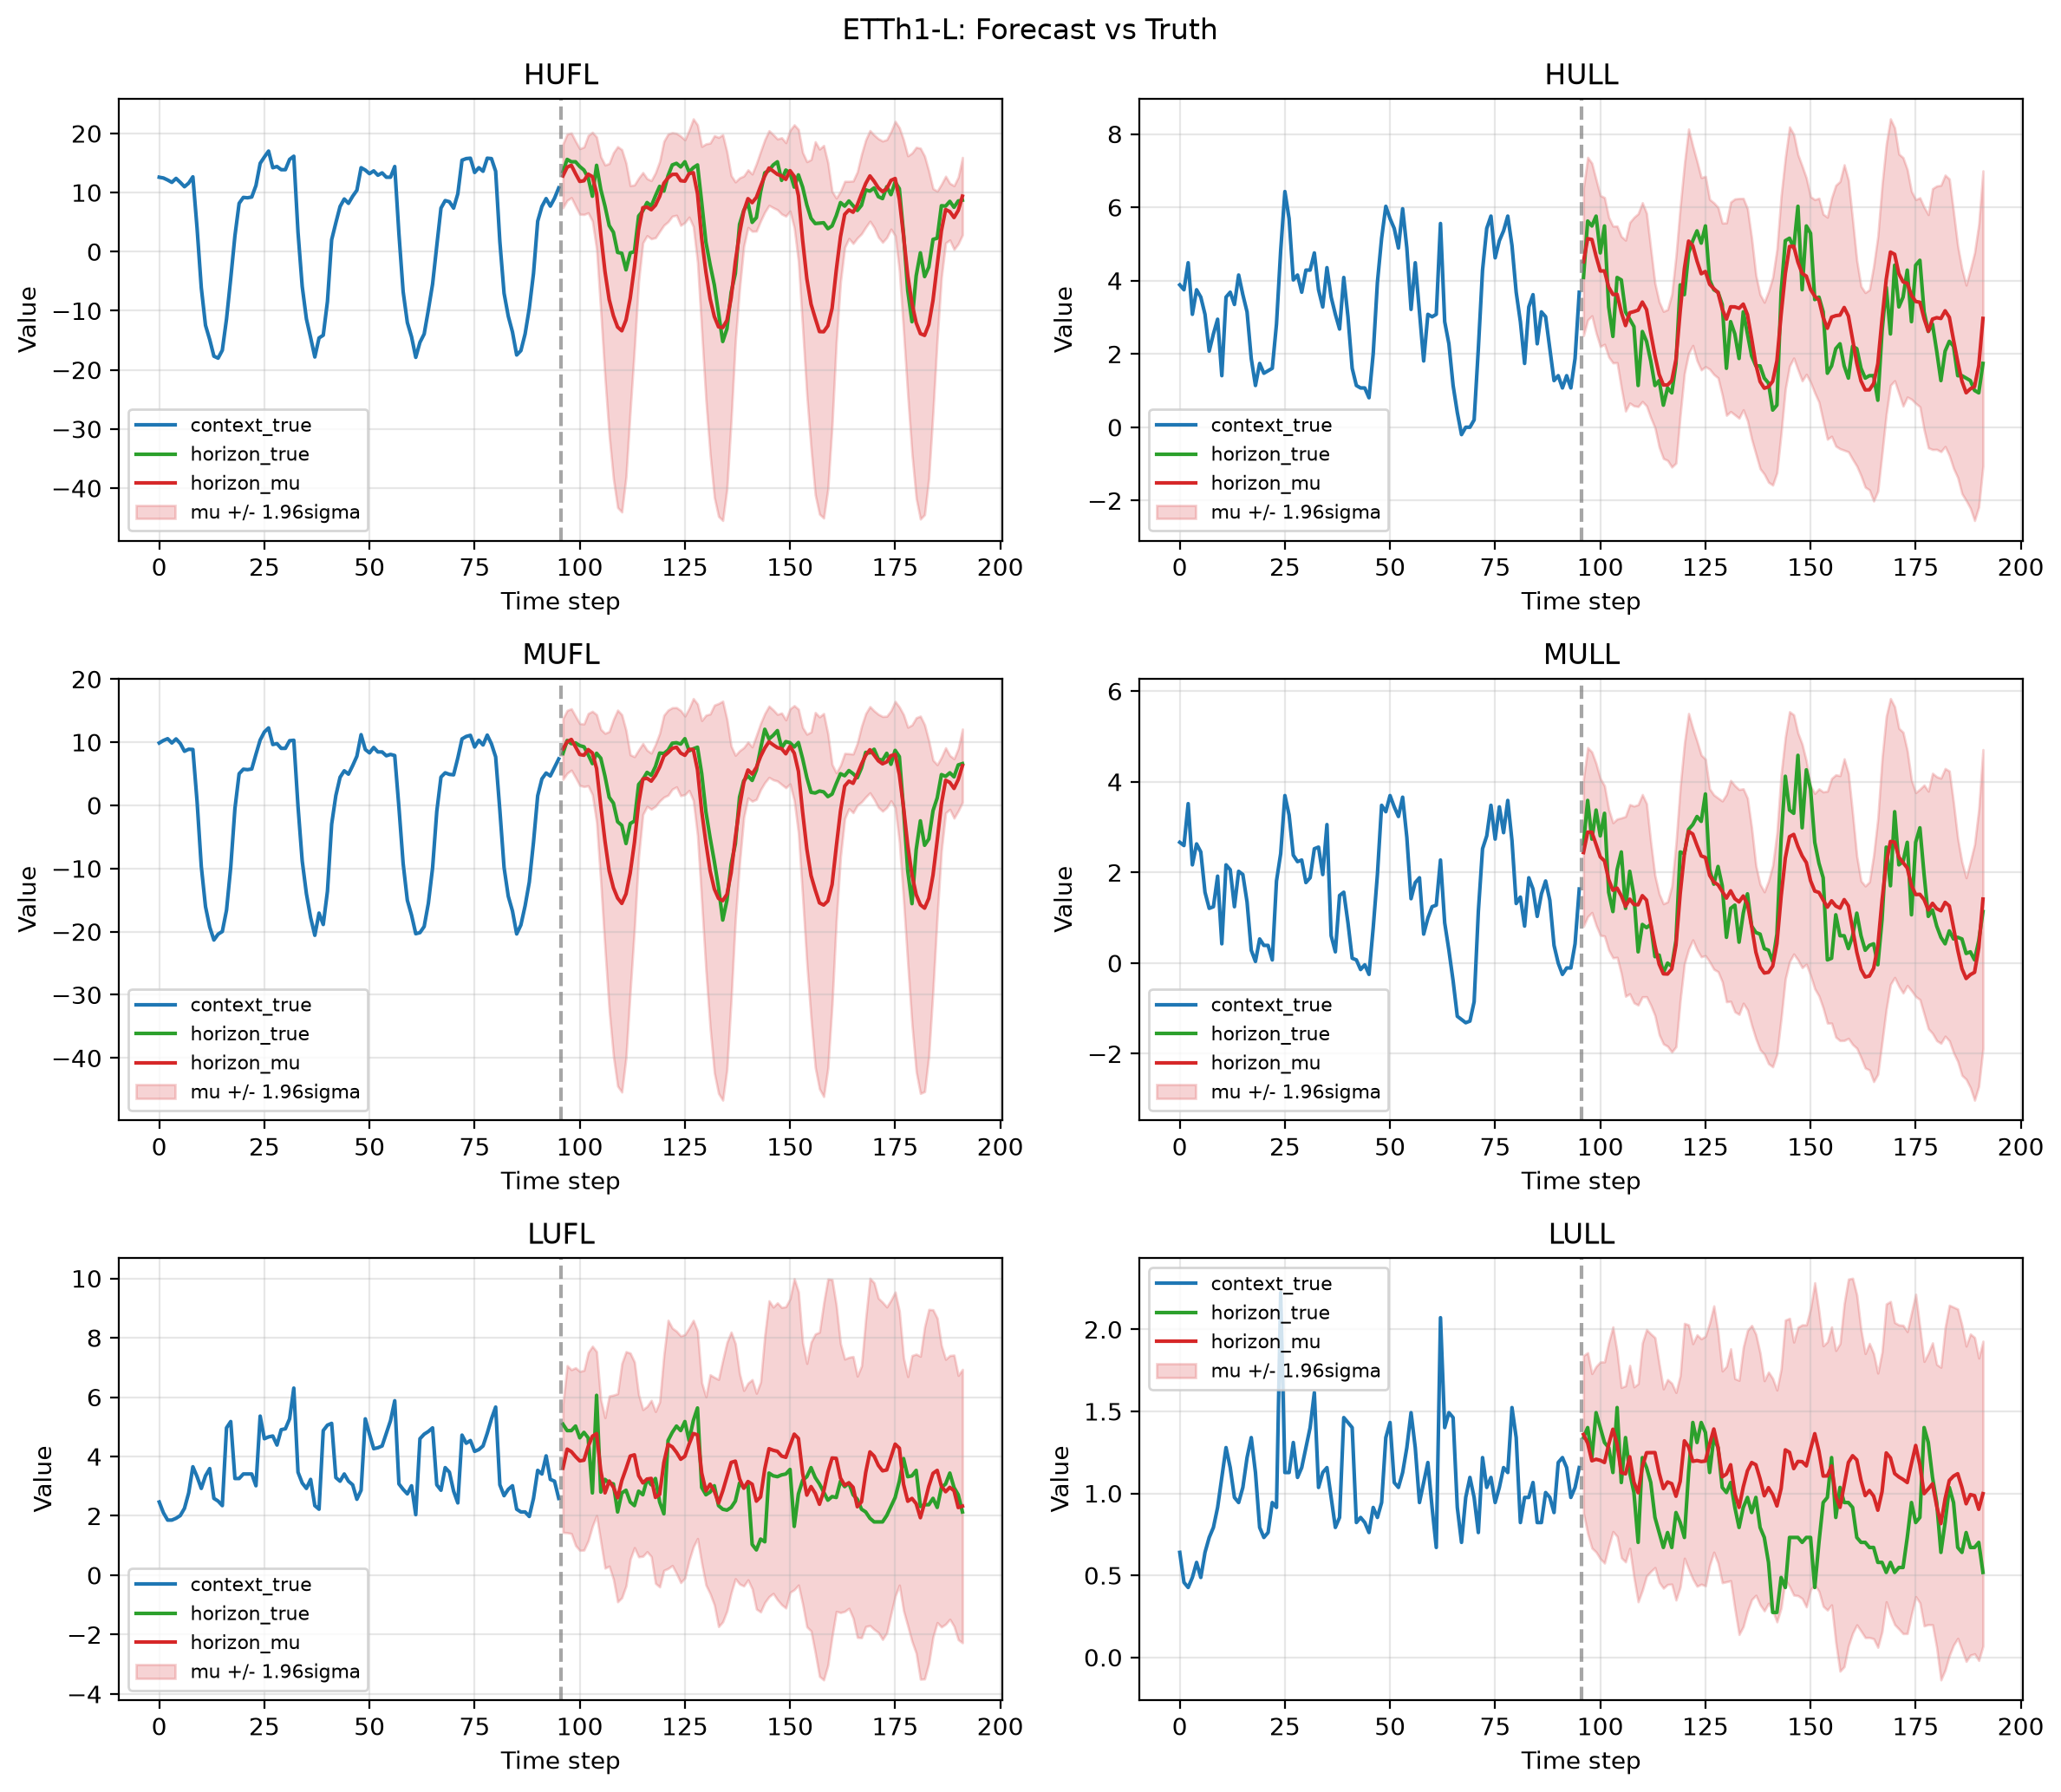 ETTh1-L: Forecast vs Truth
HUFL
20
10
0
−10
−20
−30
−40
Value
context_true
horizon_true
horizon_mu
mu +/- 1.96sigma
0 25 50 75 100 125 150 175 200
Time step
HULL
8
6
4
2
0
−2
Value
context_true
horizon_true
horizon_mu
mu +/- 1.96sigma
0 25 50 75 100 125 150 175 200
Time step
MUFL
20
10
0
−10
−20
−30
−40
Value
context_true
horizon_true
horizon_mu
mu +/- 1.96sigma
0 25 50 75 100 125 150 175 200
Time step
MULL
6
4
2
0
−2
Value
context_true
horizon_true
horizon_mu
mu +/- 1.96sigma
0 25 50 75 100 125 150 175 200
Time step
LUFL
10
8
6
4
2
0
−2
−4
Value
context_true
horizon_true
horizon_mu
mu +/- 1.96sigma
0 25 50 75 100 125 150 175 200
Time step
LULL
2.0
1.5
1.0
0.5
0.0
Value
context_true
horizon_true
horizon_mu
mu +/- 1.96sigma
0 25 50 75 100 125 150 175 200
Time step